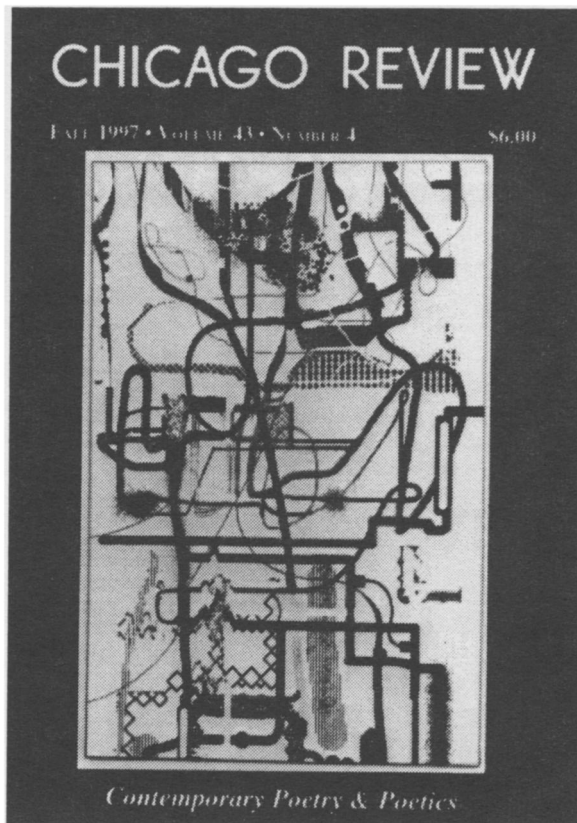 CHICAGO REVIEW
FALL 1997 • VOLUME 43 • NUMBER 4 $6.00
Contemporary Poetry & Poetics